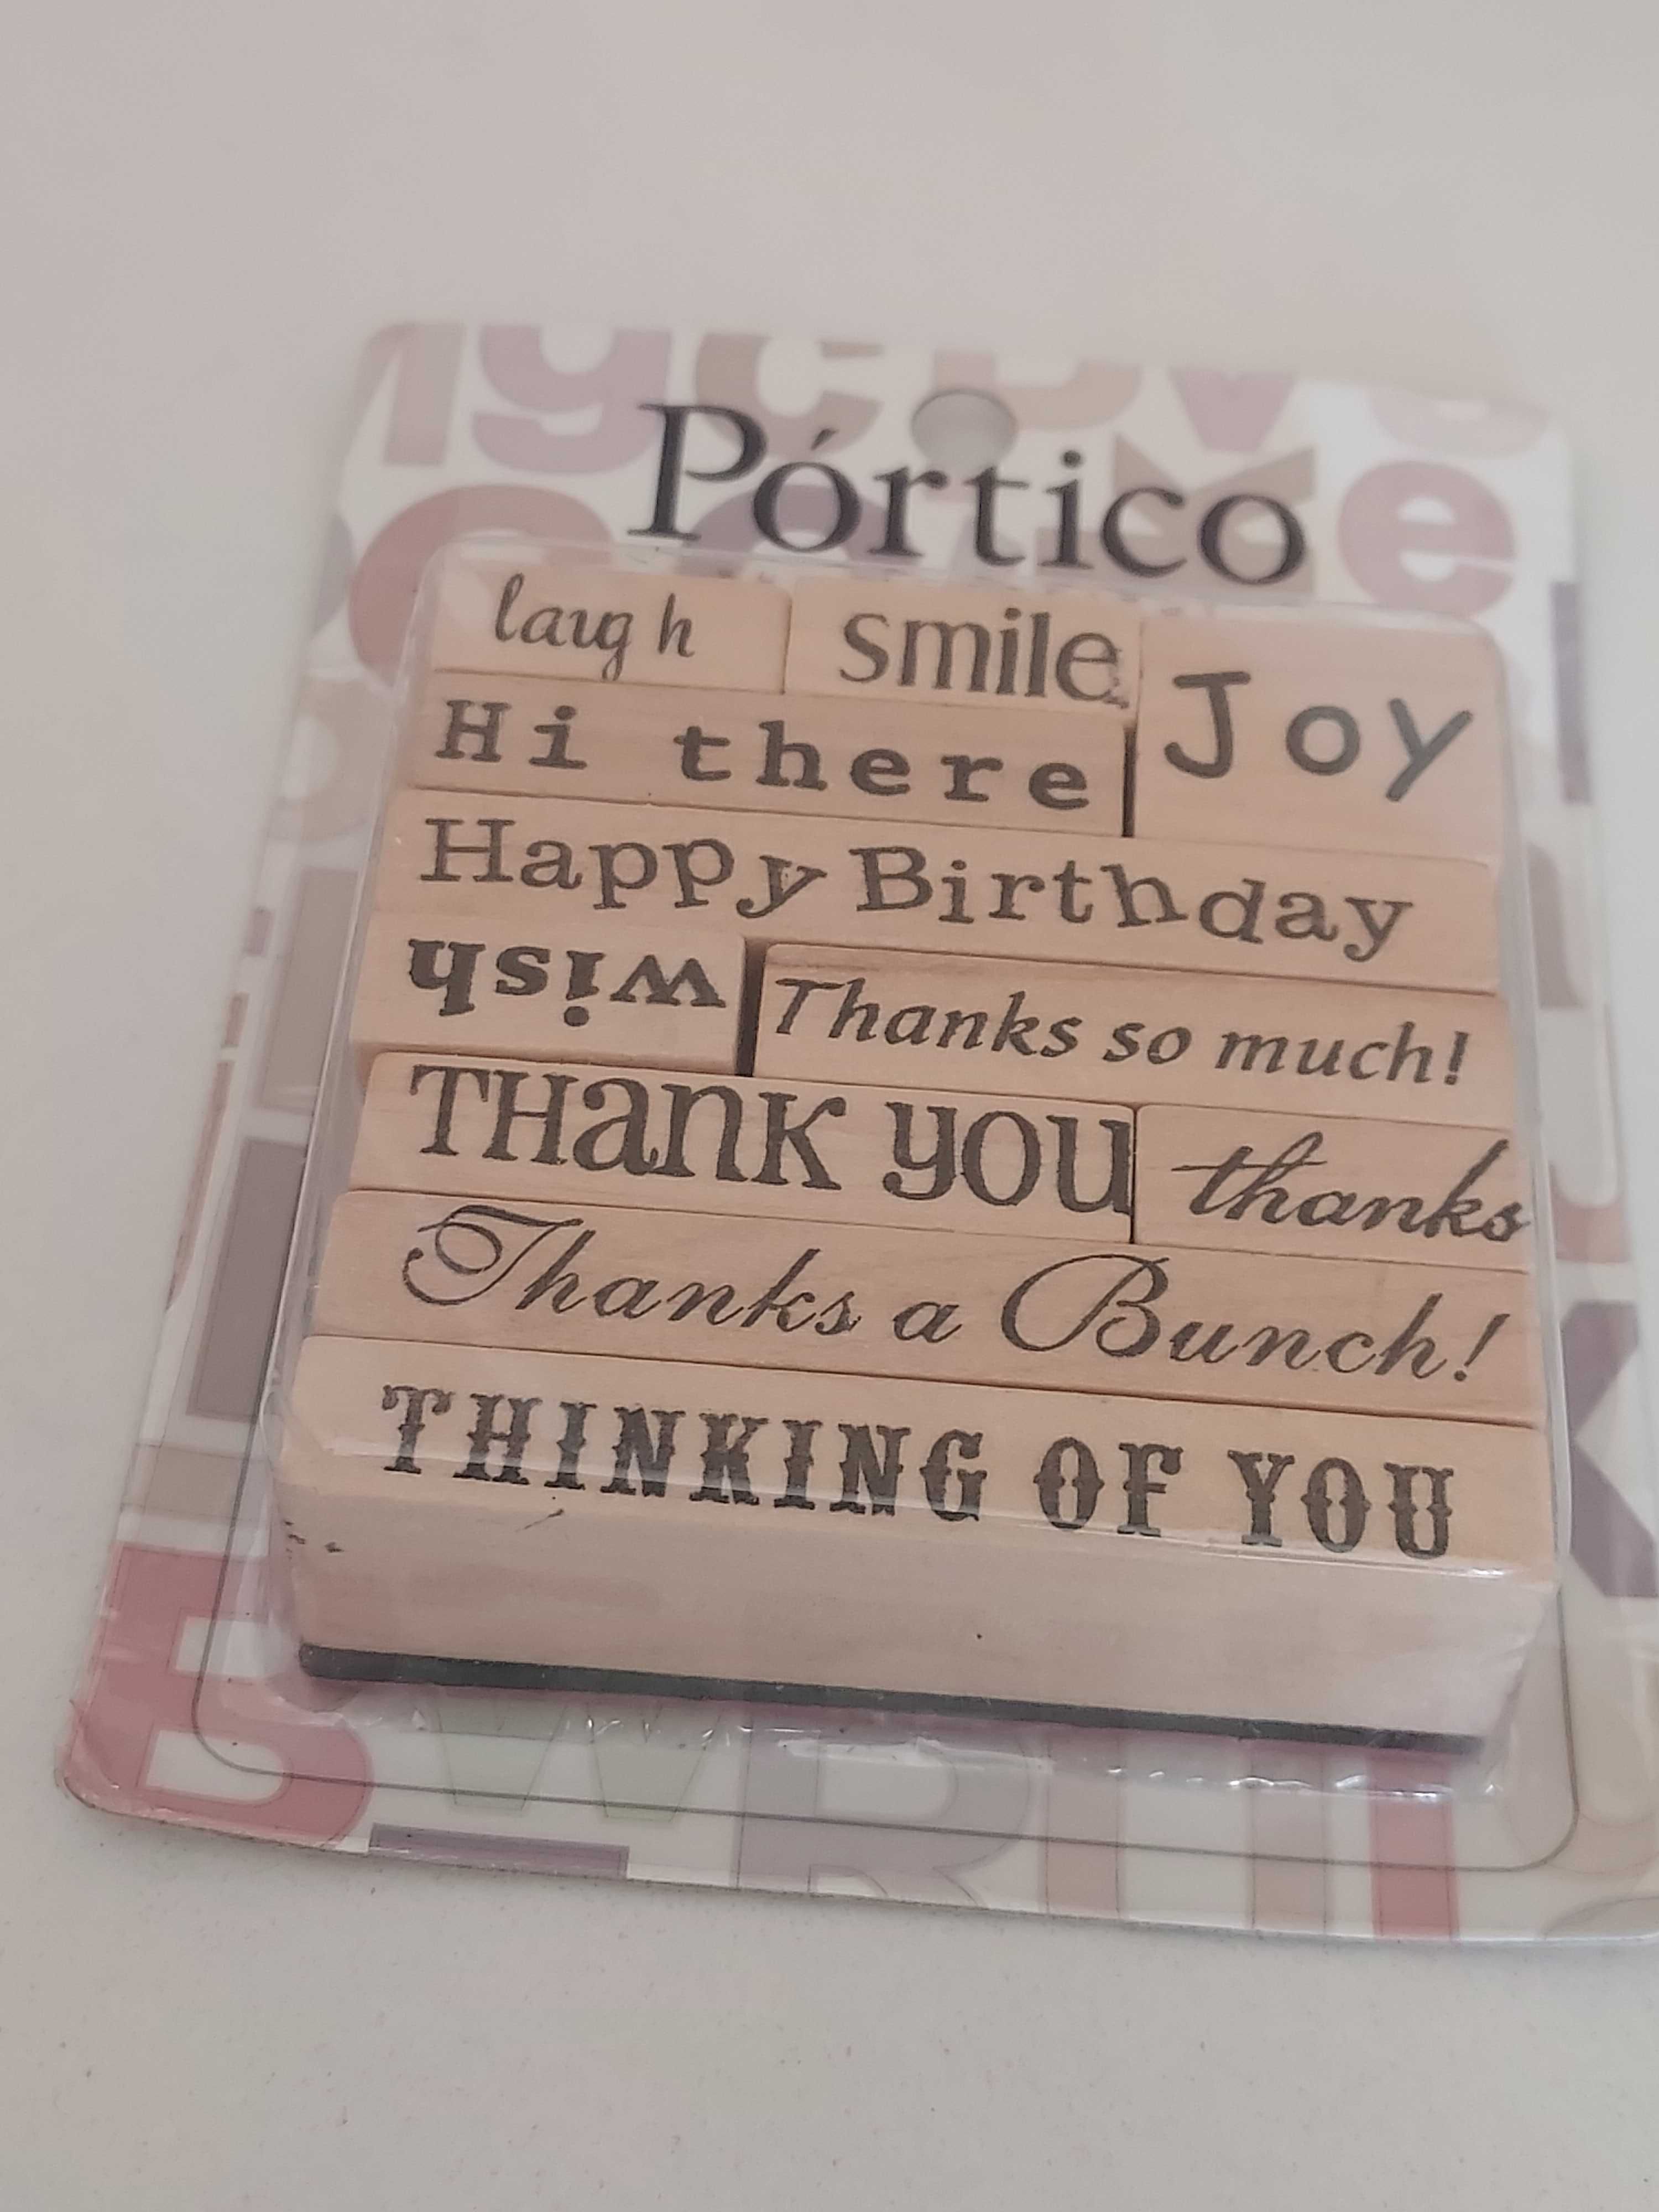 Pórtico
laugh smile Joy
Hi there
Happy Birthday
wish Thanks so much!
THanK you thanks
Thanks a Bunch!
THINKING OF YOU